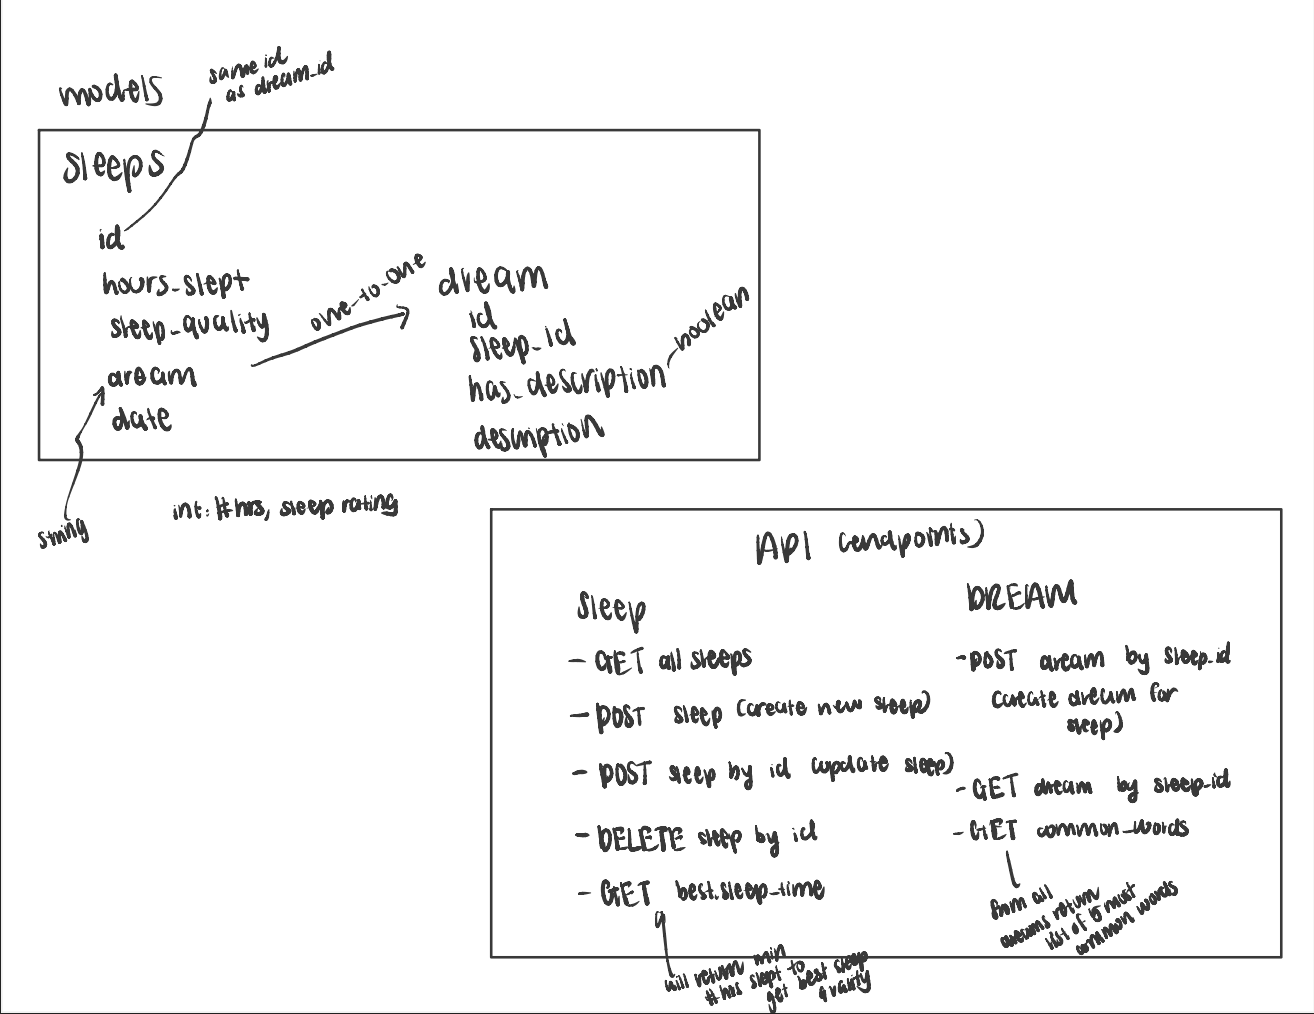 models
same id
as dream_id
sleeps
id
hours_slept
sleep_quality
dream
date
one-to-one
dream
id
sleep_id
has_description
description
boolean
string
int: #hrs, sleep rating
API (endpoints)
sleep
- GET all sleeps
- POST sleep (create new sleep)
- POST sleep by id (update sleep)
- DELETE sleep by id
- GET best_sleep_time
will return min
#hrs slept to
get best sleep
quality
DREAM
- POST dream by sleep_id
(create dream for
sleep)
- GET dream by sleep_id
- GET common_words
from all
dreams return
list of 15 most
common words